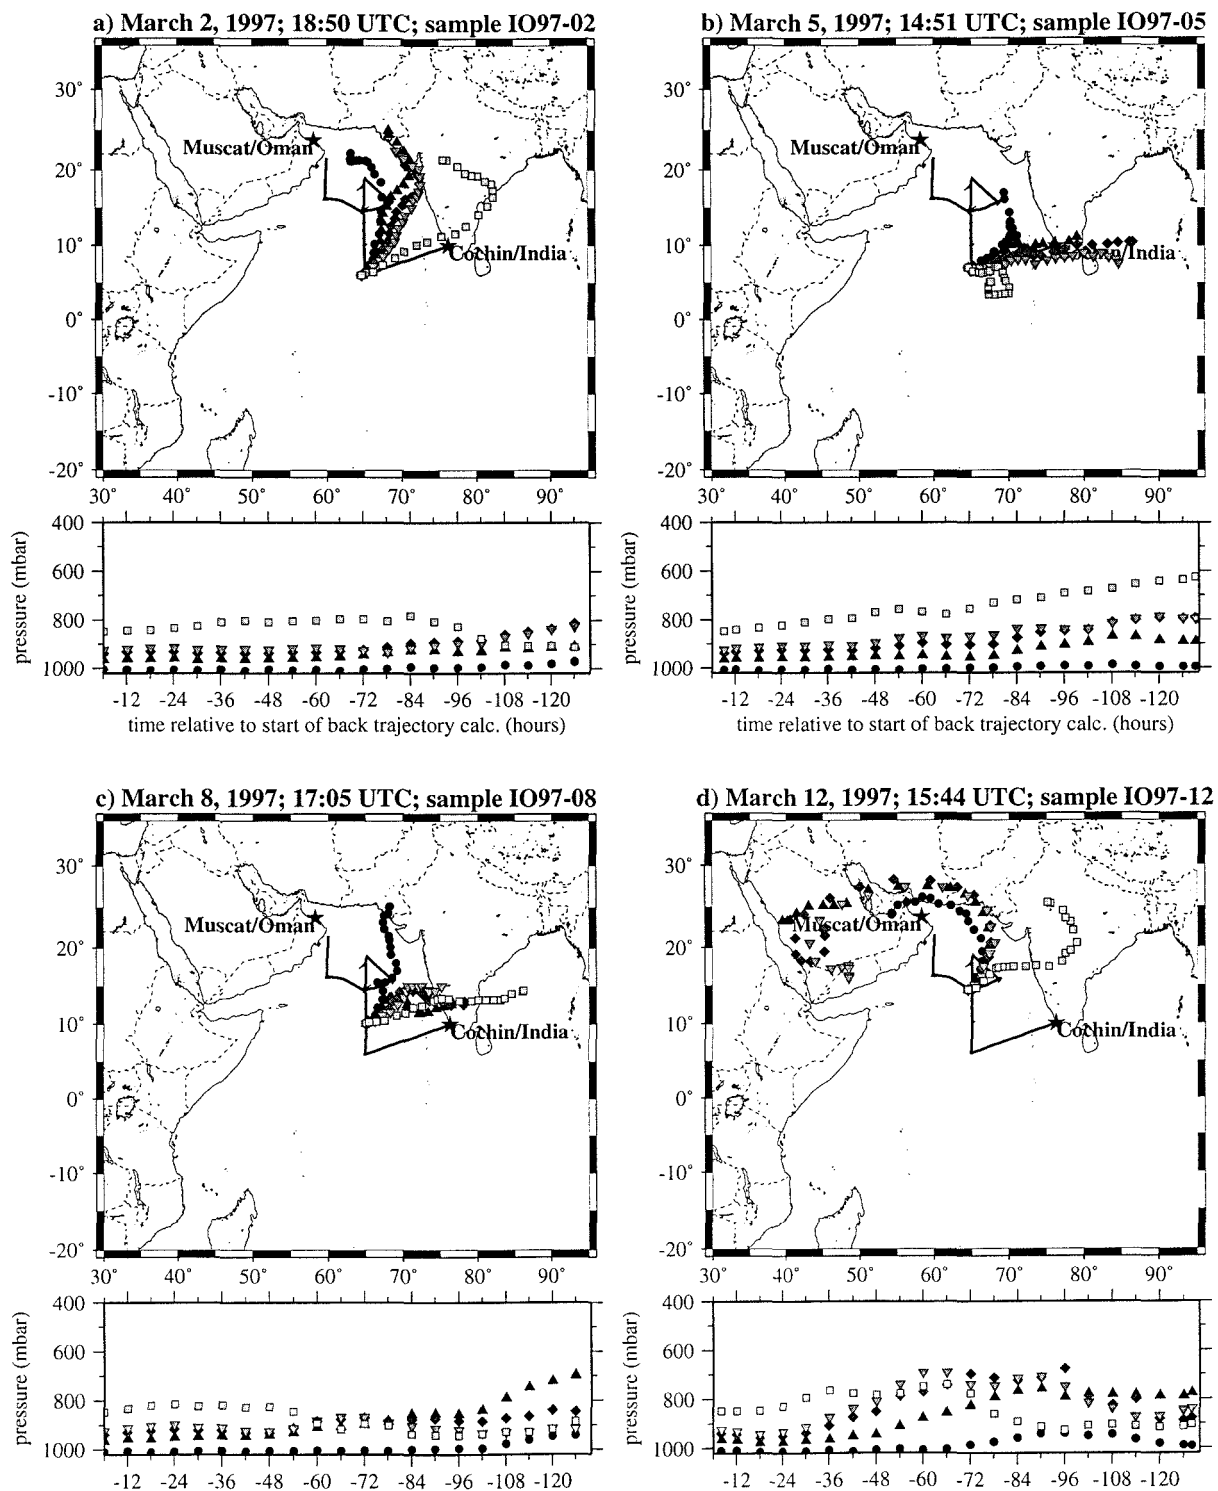 a) March 2, 1997; 18:50 UTC; sample IO97-02
30°
20°
10°
0°
-10°
-20°
Muscat/Oman
Cochin/India
30° 40° 50° 60° 70° 80° 90°
pressure (mbar)
400
600
800
1000
-12 -24 -36 -48 -60 -72 -84 -96 -108 -120
time relative to start of back trajectory calc. (hours)
b) March 5, 1997; 14:51 UTC; sample IO97-05
30°
20°
10°
0°
-10°
-20°
Muscat/Oman
n/India
30° 40° 50° 60° 70° 80° 90°
pressure (mbar)
400
600
800
1000
-12 -24 -36 -48 -60 -72 -84 -96 -108 -120
time relative to start of back trajectory calc. (hours)
c) March 8, 1997; 17:05 UTC; sample IO97-08
30°
20°
10°
0°
-10°
-20°
Muscat/Oman
Cochin/India
30° 40° 50° 60° 70° 80° 90°
pressure (mbar)
400
600
800
1000
-12 -24 -36 -48 -60 -72 -84 -96 -108 -120
d) March 12, 1997; 15:44 UTC; sample IO97-12
30°
20°
10°
0°
-10°
-20°
Muscat/Oman
Cochin/India
30° 40° 50° 60° 70° 80° 90°
pressure (mbar)
400
600
800
1000
-12 -24 -36 -48 -60 -72 -84 -96 -108 -120